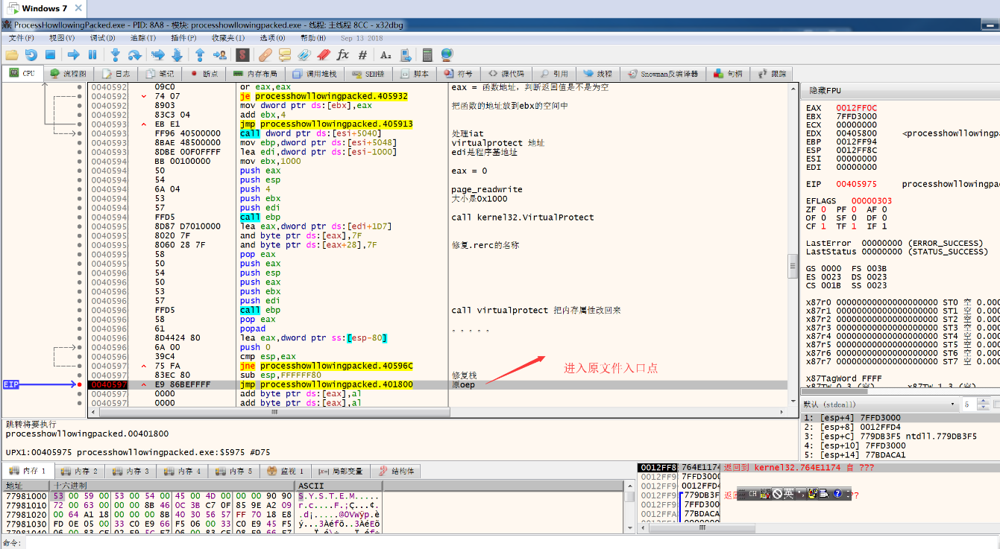 Windows 7
ProcessHowllowingPacked.exe - PID: 8A8 - 模块: processhowllowingpacked.exe - 线程: 主线程 8CC - x32dbg
文件(F) 视图(V) 调试(D) 追踪(T) 插件(P) 收藏夹(I) 选项(O) 帮助(H) Sep 13 2018
CPU 流程图 日志 笔记 断点 内存布局 调用堆栈 SEH链 脚本 符号 源代码 引用 线程 Snowman反编译器 句柄 跟踪
0040592 09C0 or eax,eax eax = 函数地址，判断返回值是不是为空
0040592 74 07 je processhowllowingpacked.405932
0040592 8903 mov dword ptr ds:[ebx],eax 把函数的地址放到ebx的空间中
0040592 83C3 04 add ebx,4
0040593 EB E1 jmp processhowllowingpacked.405913
0040593 FF96 40500000 call dword ptr ds:[esi+5040] 处理iat
0040593 8BAE 48500000 mov ebp,dword ptr ds:[esi+5048] virtualprotect 地址
0040593 8DBE 00F0FFFF lea edi,dword ptr ds:[esi-1000] edi是程序基地址
0040594 BB 00100000 mov ebx,1000
0040594 50 push eax eax = 0
0040594 54 push esp
0040594 6A 04 push 4 page_readwrite
0040594 53 push ebx 大小是0x1000
0040594 57 push edi
0040594 FFD5 call ebp call kernel32.VirtualProtect
0040595 8D87 D7010000 lea eax,dword ptr ds:[edi+1D7]
0040595 8020 7F and byte ptr ds:[eax],7F
0040595 8060 28 7F and byte ptr ds:[eax+28],7F 修复.rerc的名称
0040595 58 pop eax
0040595 50 push eax
0040595 54 push esp
0040595 50 push eax
0040596 53 push ebx
0040596 57 push edi
0040596 FFD5 call ebp call virtualprotect 把内存属性改回来
0040596 58 pop eax
0040596 61 popad 。。。。。
0040596 8D4424 80 lea eax,dword ptr ss:[esp-80]
0040596 6A 00 push 0
0040596 39C4 cmp esp,eax
0040597 75 FA jne processhowllowingpacked.40596C
0040597 83EC 80 sub esp,FFFFFF80 修复栈
EIP 0040597 E9 86BEFFFF jmp processhowllowingpacked.401800 原oep
0040597 0000 add byte ptr ds:[eax],al
0040597 0000 add byte ptr ds:[eax],al
进入原文件入口点
隐藏FPU
EAX 0012FF0C
EBX 7FFD3000
ECX 00000000
EDX 00405800 <processhowllowingpa
EBP 0012FF94
ESP 0012FF8C
ESI 00000000
EDI 00000000
EIP 00405975 processhowllowingpa
EFLAGS 00000303
ZF 0 PF 0 AF 0
OF 0 SF 0 DF 0
CF 1 TF 1 IF 1
LastError 00000000 (ERROR_SUCCESS)
LastStatus 00000000 (STATUS_SUCCESS)
GS 0000 FS 003B
ES 0023 DS 0023
CS 001B SS 0023
x87r0 00000000000000000000 ST0 空 0.000
x87r1 00000000000000000000 ST1 空 0.000
x87r2 00000000000000000000 ST2 空 0.000
x87r3 00000000000000000000 ST3 空 0.000
x87r4 00000000000000000000 ST4 空 0.000
x87r5 00000000000000000000 ST5 空 0.000
x87r6 00000000000000000000 ST6 空 0.000
x87r7 00000000000000000000 ST7 空 0.000
x87TagWord FFFF
x87TW_0 3 (空) x87TW_1 3 (空)
默认 (stdcall) 5
1: [esp+4] 7FFD3000
2: [esp+8] 0012FFD4
3: [esp+C] 779DB3F5 ntdll.779DB3F5
4: [esp+10] 7FFD3000
5: [esp+14] 77BDACA1
跳转将要执行
processhowllowingpacked.00401800
UPX1:00405975 processhowllowingpacked.exe:$5975 #D75
内存 1 内存 2 内存 3 内存 4 内存 5 监视 1 局部变量 结构体
地址 十六进制 ASCII
77981000 53 00 59 00 53 00 54 00 45 00 4D 00 00 00 90 90 S.Y.S.T.E.M.....
77981010 72 00 63 00 00 00 8B 46 0C 3B C7 0F 85 9E A2 09 r.c....F.;Ç...¢.
77981020 00 64 A1 18 00 00 00 8B 40 30 56 57 FF 70 18 E8 .d¡.....@0VWÿp.è
77981030 FD 0E 05 00 33 C0 E9 66 F5 06 00 33 C0 E9 45 F5 ý...3Àéfõ..3ÀéEõ
0012FF8 764E1174 返回到 kernel32.764E1174 自 ???
0012FF9 7FFD3000
0012FF9 0012FFD4
0012FF9 779DB3F
0012FF9 7FFD3000
0012FFA 77BDACA
CH 英
命令: